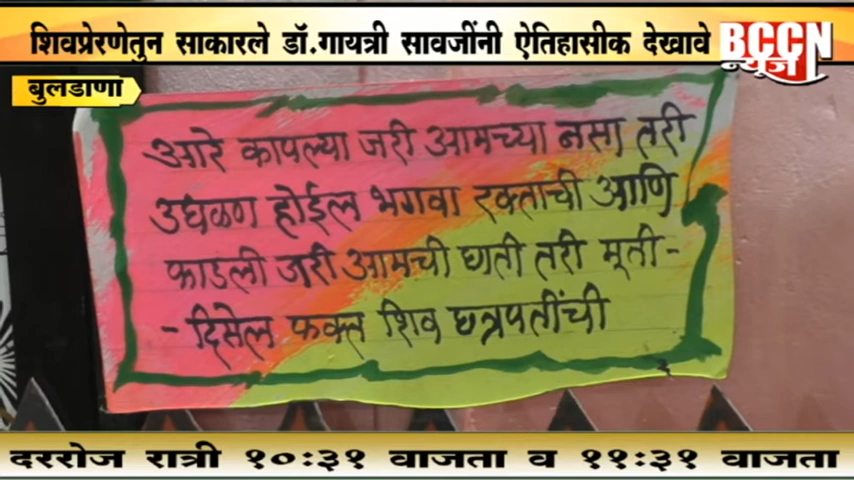 शिवप्रेरणेतुन साकारले डॉ.गायत्री सावजींनी ऐतिहासीक देखावे
BCCN
न्यूज
बुलडाणा
आरे कापल्या जरी आमच्या नसा तरी
उधळण होईल भगवा रक्ताची आणि
फाडली जरी आमची छाती तरी मूर्ती-
- दिसेल फक्त शिव छत्रपतींची
दररोज रात्री १०:३१ वाजता व ११:३१ वाजता